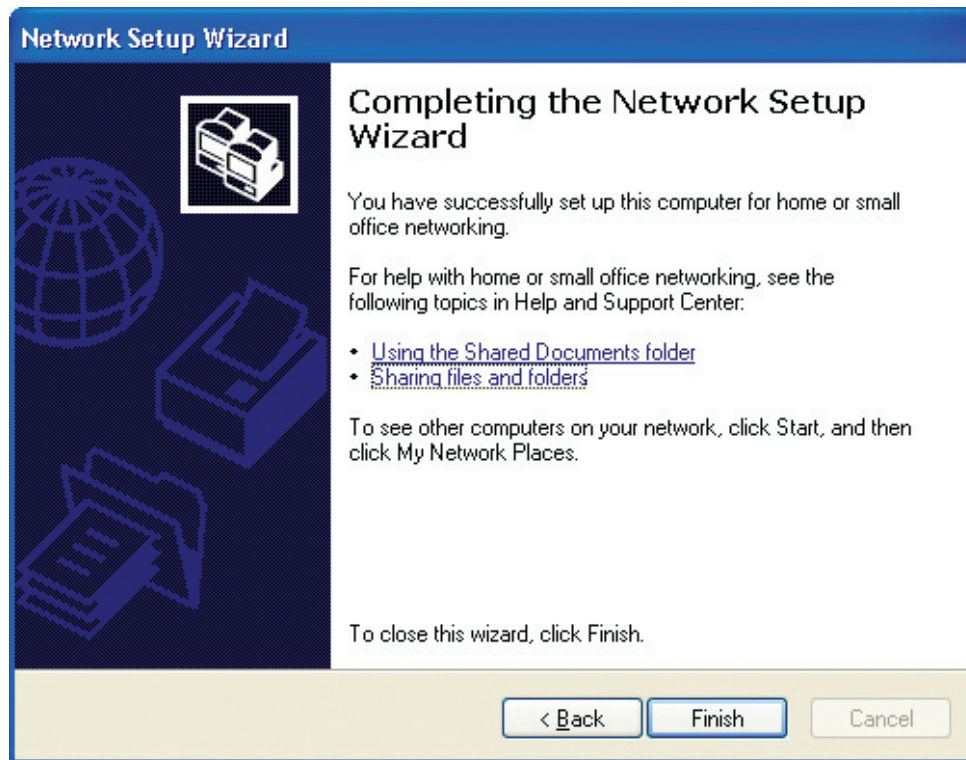 Network Setup Wizard
Completing the Network Setup
Wizard
You have successfully set up this computer for home or small
office networking.
For help with home or small office networking, see the
following topics in Help and Support Center:
• Using the Shared Documents folder
• Sharing files and folders
To see other computers on your network, click Start, and then
click My Network Places.
To close this wizard, click Finish.
< Back Finish Cancel